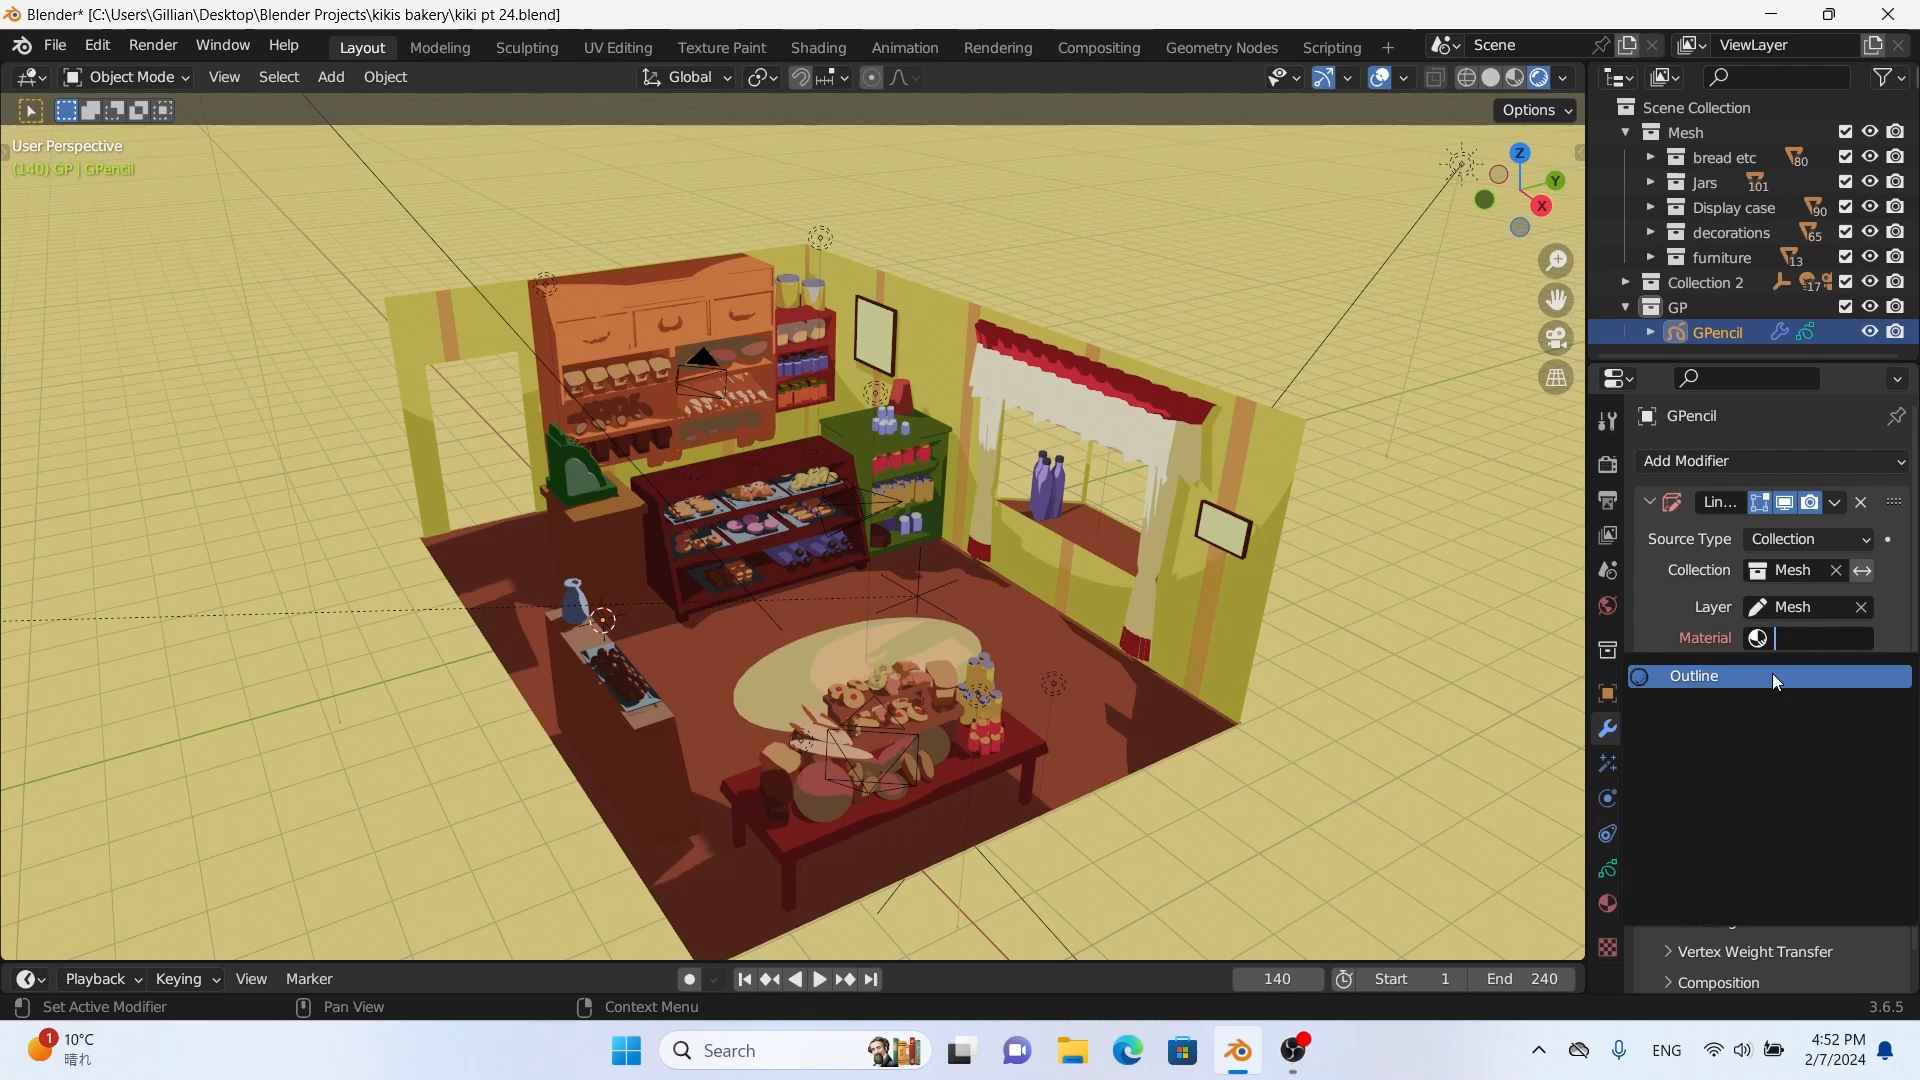 Blender* [C:\Users\Gillian\Desktop\Blender Projects\kikis bakery\kiki pt 24.blend]
File Edit Render Window Help Layout Modeling Sculpting UV Editing Texture Paint Shading Animation Rendering Compositing Geometry Nodes Scripting + Scene ViewLayer
Object Mode View Select Add Object Global
Options
User Perspective
(140) GP | GPencil
Z
Y
X
Scene Collection
Mesh
bread etc 80
Jars 101
Display case 90
decorations 65
furniture 13
Collection 2 17
GP
GPencil
GPencil
Add Modifier
Lin...
Source Type Collection
Collection Mesh
Layer Mesh
Material
Outline
Vertex Weight Transfer
Composition
Playback Keying View Marker 140 Start 1 End 240
Set Active Modifier Pan View Context Menu 3.6.5
1 10°C
晴れ
Search
ENG
4:52 PM
2/7/2024